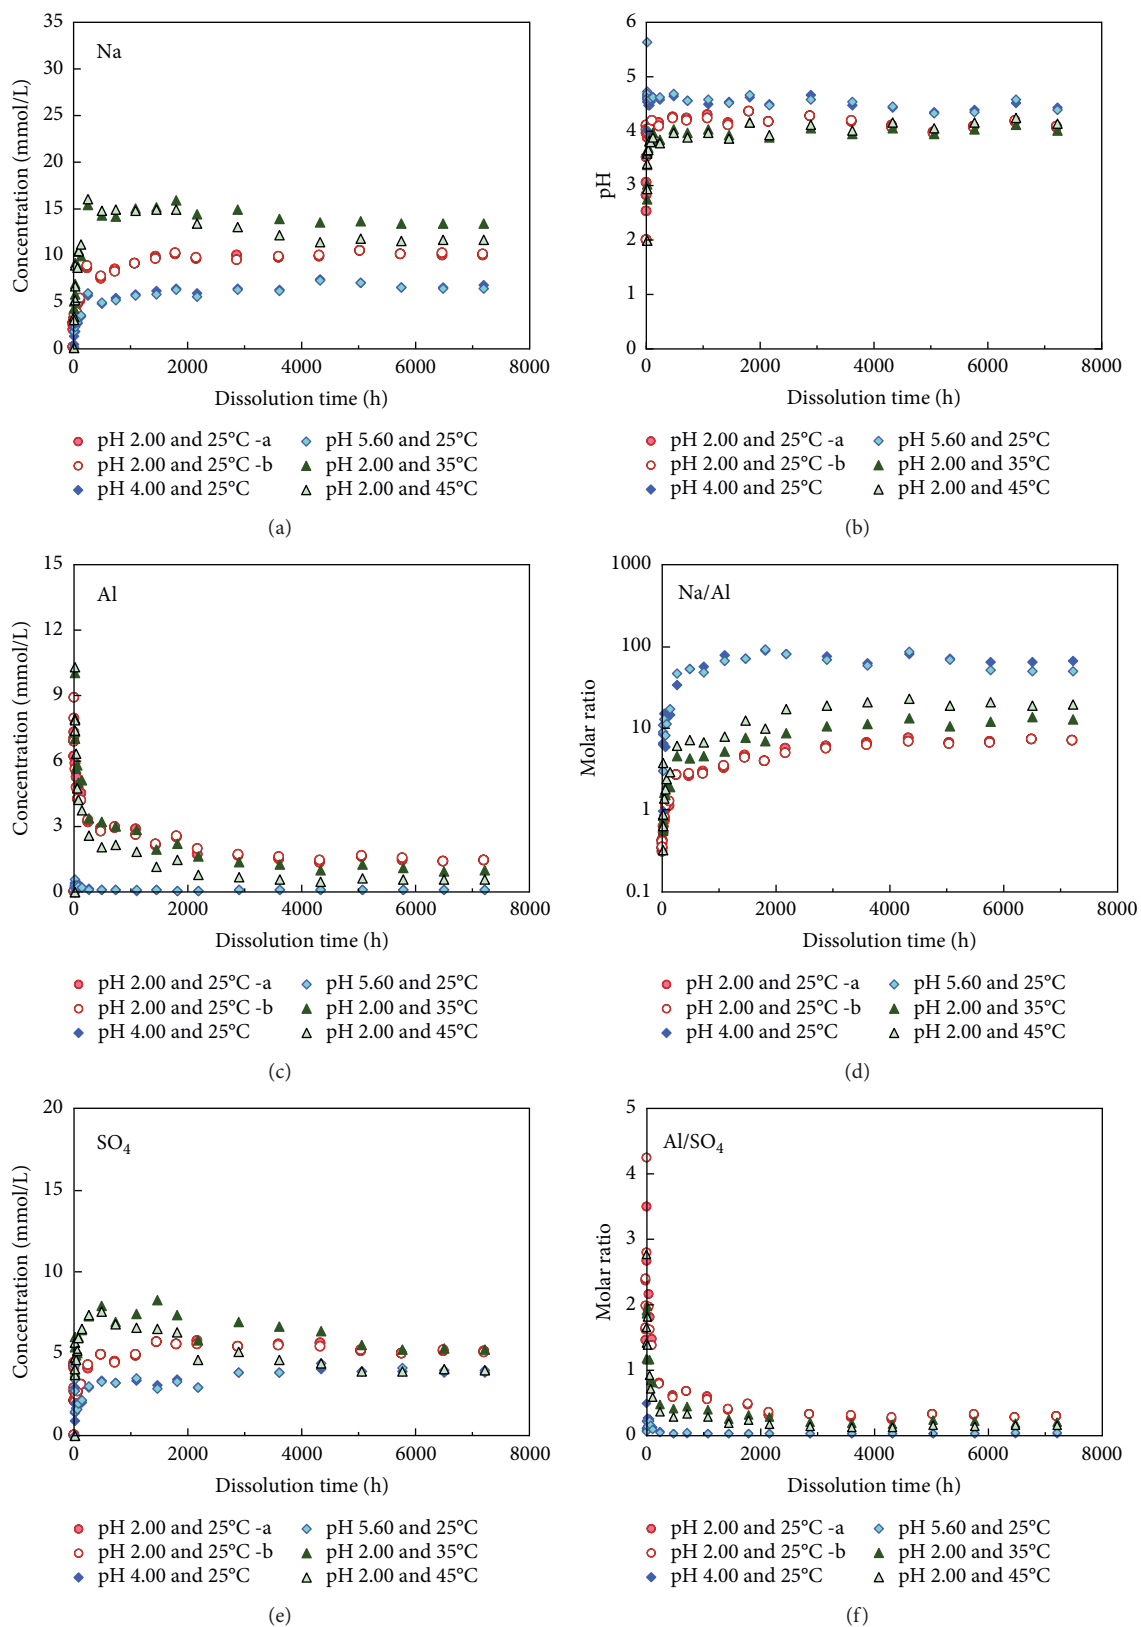 35
30
25
20
15
10
5
0
Concentration (mmol/L)
Na
0 2000 4000 6000 8000
Dissolution time (h)
pH 2.00 and 25°C -a
pH 2.00 and 25°C -b
pH 4.00 and 25°C
pH 5.60 and 25°C
pH 2.00 and 35°C
pH 2.00 and 45°C
(a)
6
5
4
3
2
1
0
pH
0 2000 4000 6000 8000
Dissolution time (h)
pH 2.00 and 25°C -a
pH 2.00 and 25°C -b
pH 4.00 and 25°C
pH 5.60 and 25°C
pH 2.00 and 35°C
pH 2.00 and 45°C
(b)
15
12
9
6
3
0
Concentration (mmol/L)
Al
0 2000 4000 6000 8000
Dissolution time (h)
pH 2.00 and 25°C -a
pH 2.00 and 25°C -b
pH 4.00 and 25°C
pH 5.60 and 25°C
pH 2.00 and 35°C
pH 2.00 and 45°C
(c)
1000
100
10
1
0.1
Molar ratio
Na/Al
0 2000 4000 6000 8000
Dissolution time (h)
pH 2.00 and 25°C -a
pH 2.00 and 25°C -b
pH 4.00 and 25°C
pH 5.60 and 25°C
pH 2.00 and 35°C
pH 2.00 and 45°C
(d)
20
15
10
5
0
Concentration (mmol/L)
SO4
0 2000 4000 6000 8000
Dissolution time (h)
pH 2.00 and 25°C -a
pH 2.00 and 25°C -b
pH 4.00 and 25°C
pH 5.60 and 25°C
pH 2.00 and 35°C
pH 2.00 and 45°C
(e)
5
4
3
2
1
0
Molar ratio
Al/SO4
0 2000 4000 6000 8000
Dissolution time (h)
pH 2.00 and 25°C -a
pH 2.00 and 25°C -b
pH 4.00 and 25°C
pH 5.60 and 25°C
pH 2.00 and 35°C
pH 2.00 and 45°C
(f)